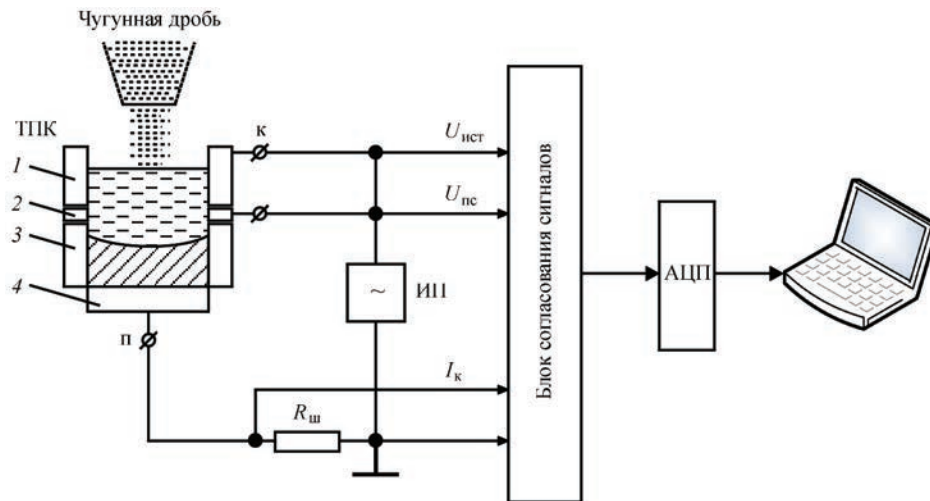 Чугунная дробь
ТПК
к
1
2
3
4
п
U ист
U пс
~
ИП
I к
R ш
Блок согласования сигналов
АЦП